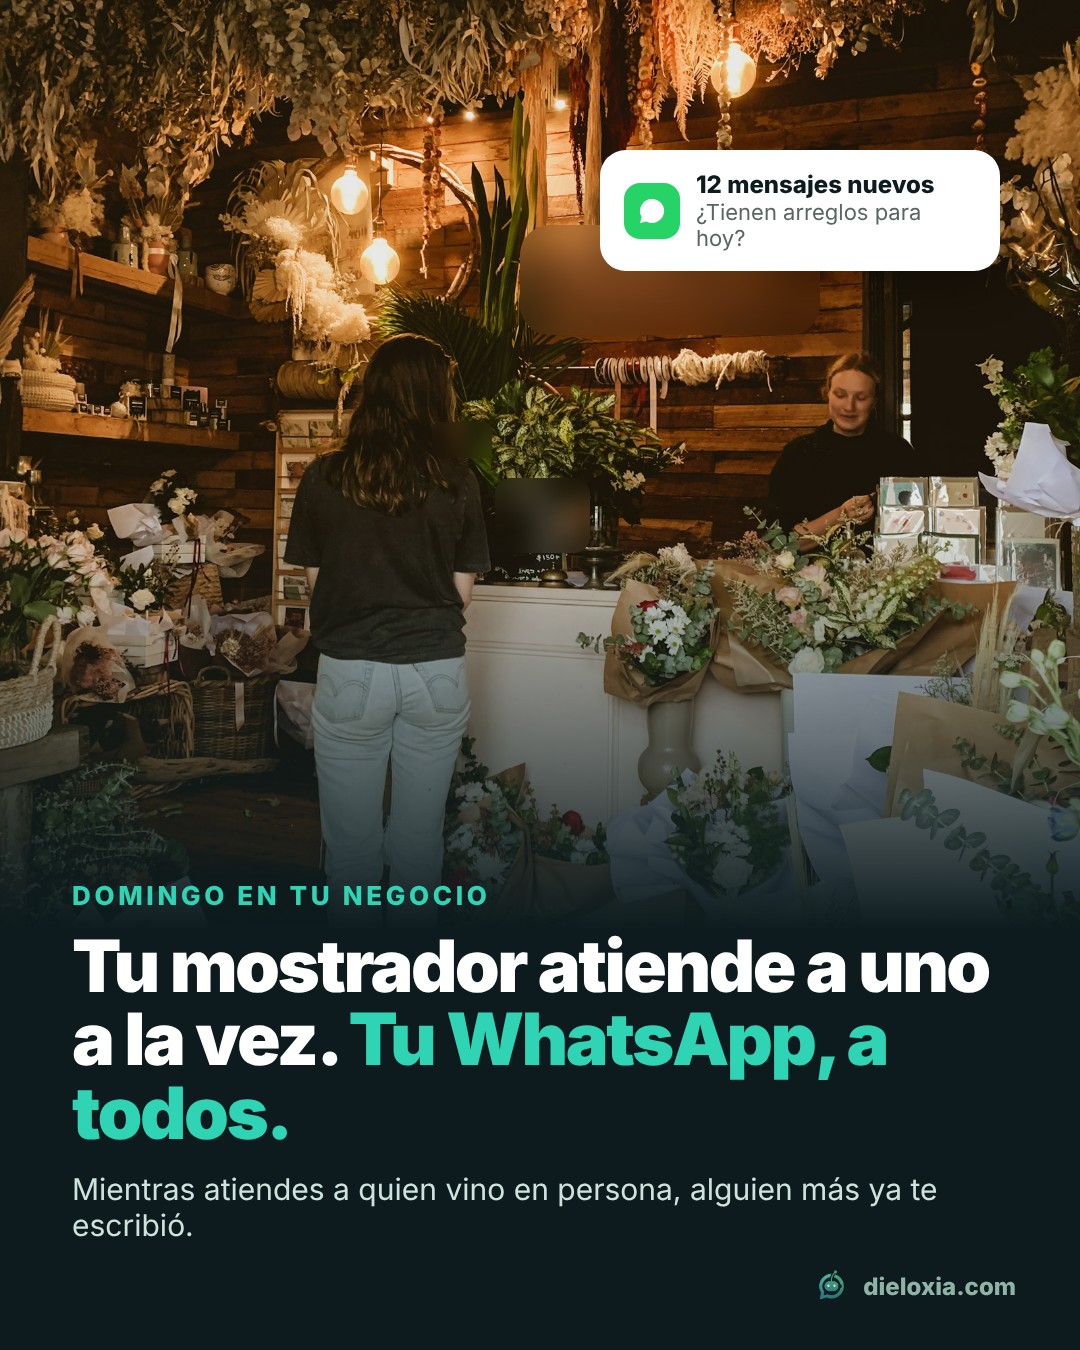 12 mensajes nuevos
¿Tienen arreglos para
hoy?
DOMINGO EN TU NEGOCIO
Tu mostrador atiende a uno
a la vez. Tu WhatsApp, a
todos.
Mientras atiendes a quien vino en persona, alguien más ya te
escribió.
dieloxia.com